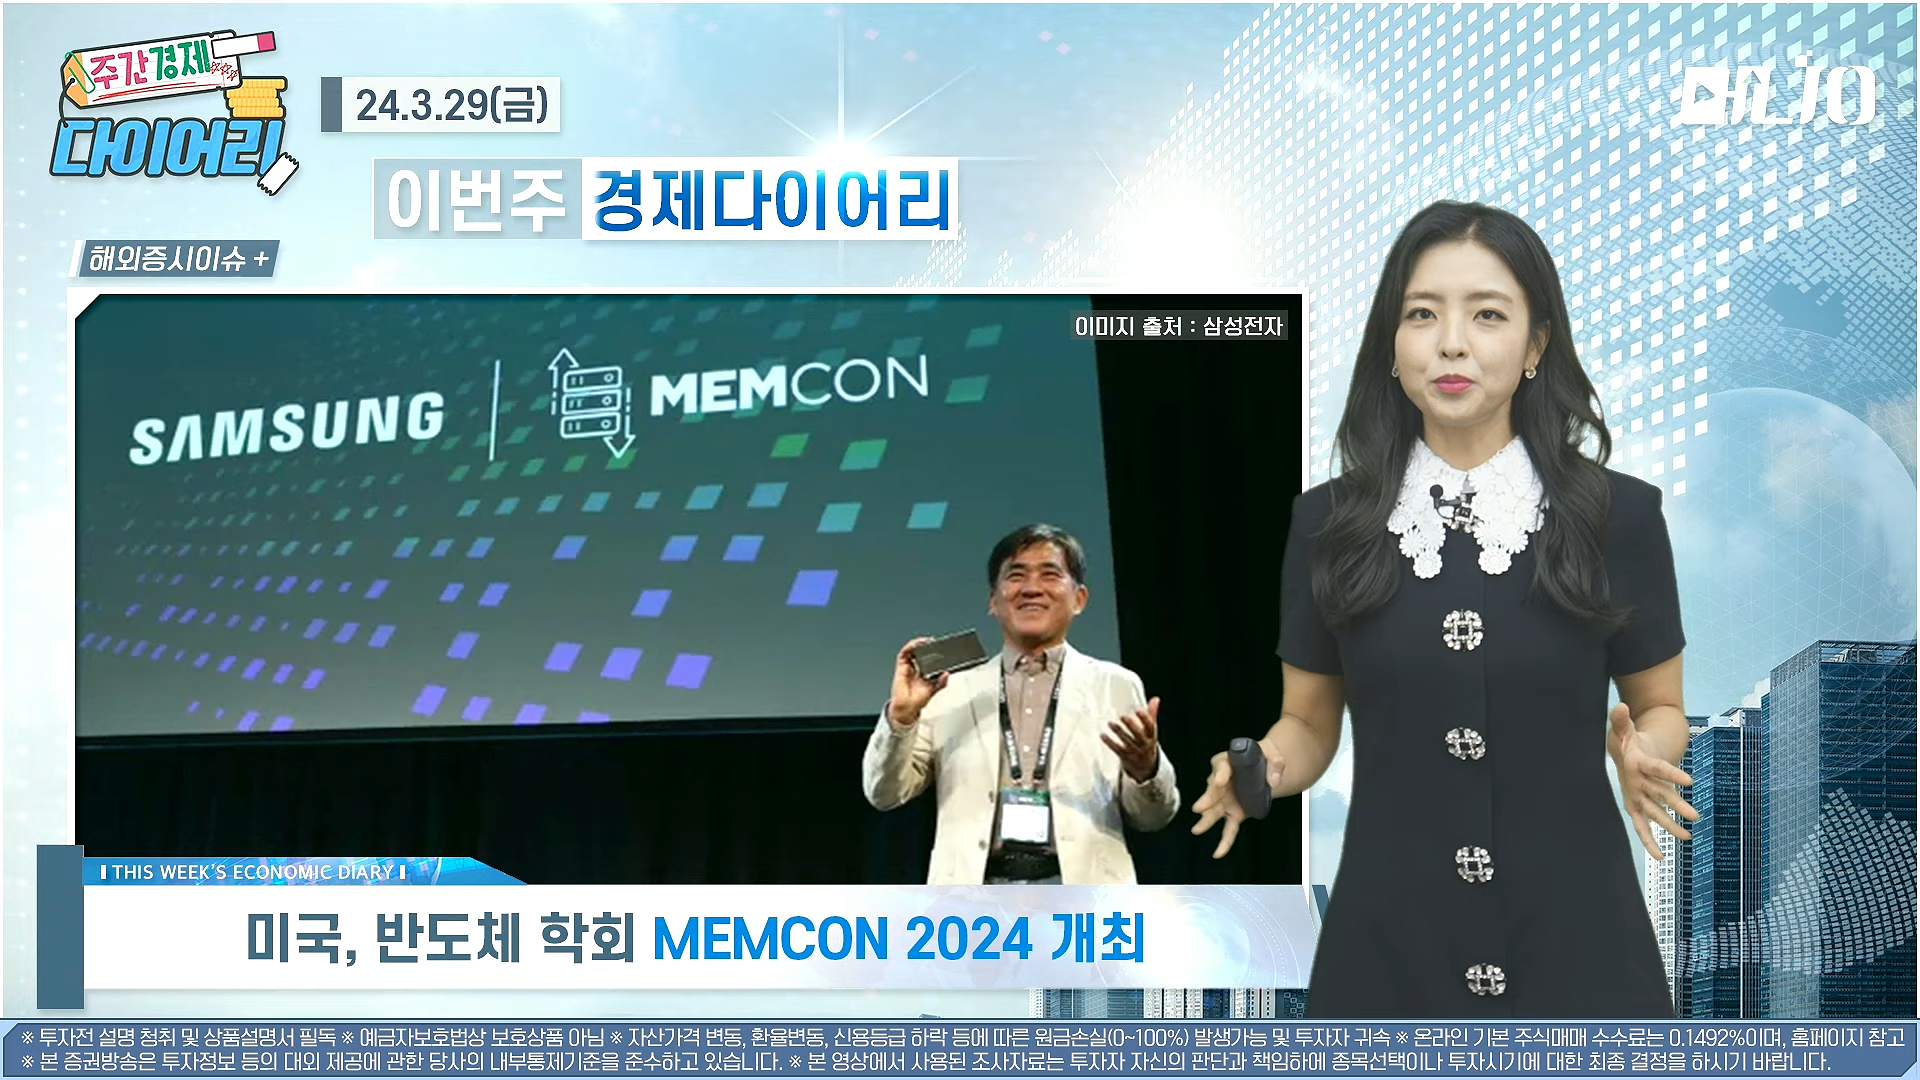 주간경제
다이어리
24.3.29(금)
이번주 경제다이어리
해외증시이슈 +
이미지 출처 : 삼성전자
SAMSUNG | MEMCON
THIS WEEK'S ECONOMIC DIARY
미국, 반도체 학회 MEMCON 2024 개최
※ 투자전 설명 청취 및 상품설명서 필독 ※ 예금자보호법상 보호상품 아님 ※ 자산가격 변동, 환율변동, 신용등급 하락 등에 따른 원금손실(0~100%) 발생가능 및 투자자 귀속 ※ 온라인 기본 주식매매 수수료는 0.1492%이며, 홈페이지 참고
※ 본 증권방송은 투자정보 등의 대외 제공에 관한 당사의 내부통제기준을 준수하고 있습니다. ※ 본 영상에서 사용된 조사자료는 투자자 자신의 판단과 책임하에 종목선택이나 투자시기에 대한 최종 결정을 하시기 바랍니다.